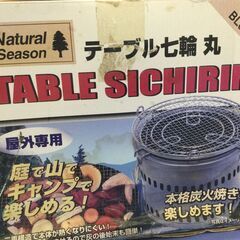 Natural
Season
テーブル七輪 丸
TABLE SICHIRIN
屋外専用
庭で山で
キャンプで
楽しめる!
本格炭火焼き
楽しめます!